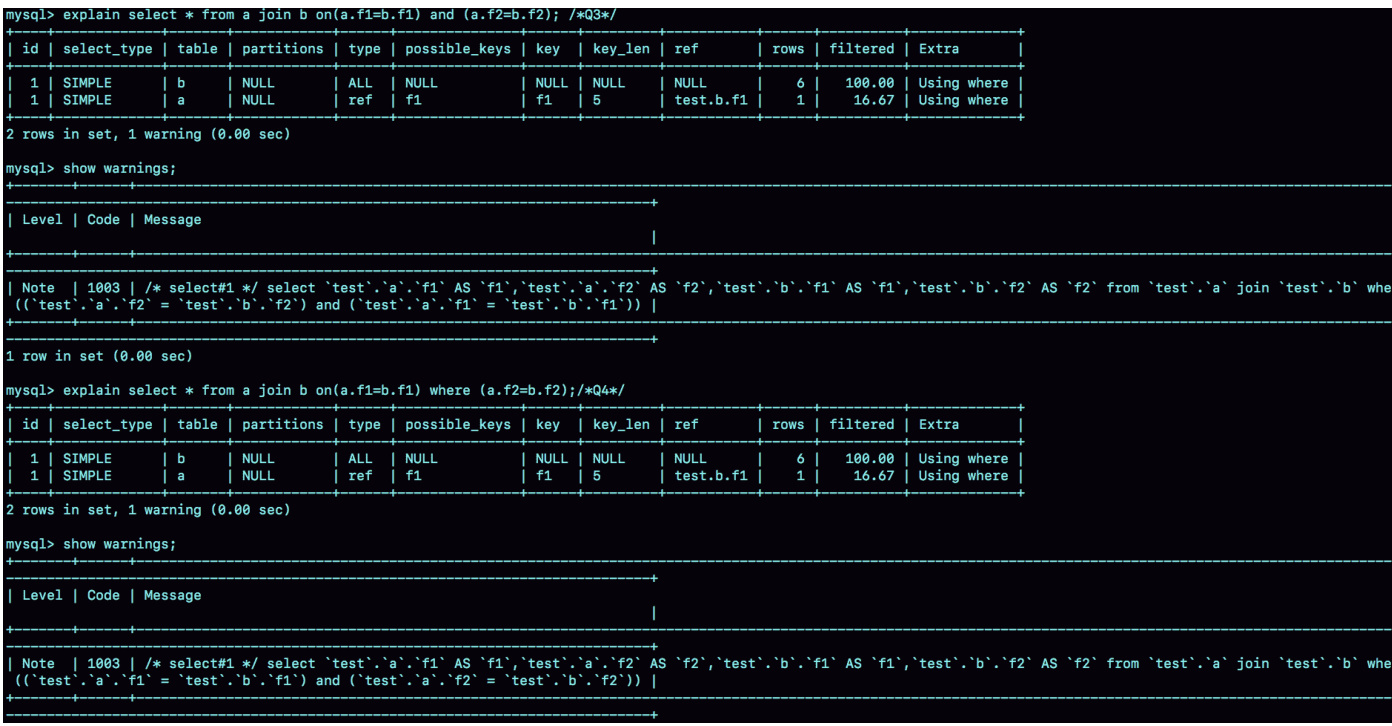 mysql> explain select * from a join b on(a.f1=b.f1) and (a.f2=b.f2); /*Q3*/
| id | select_type | table | partitions | type | possible_keys | key | key_len | ref | rows | filtered | Extra |
| 1 | SIMPLE | b | NULL | ALL | NULL | NULL | NULL | NULL | 6 | 100.00 | Using where |
| 1 | SIMPLE | a | NULL | ref | f1 | f1 | 5 | test.b.f1 | 1 | 16.67 | Using where |
2 rows in set, 1 warning (0.00 sec)
mysql> show warnings;
| Level | Code | Message
|
| Note | 1003 | /* select#1 */ select `test`.`a`.`f1` AS `f1`,`test`.`a`.`f2` AS `f2`,`test`.`b`.`f1` AS `f1`,`test`.`b`.`f2` AS `f2` from `test`.`a` join `test`.`b` whe
((`test`.`a`.`f2` = `test`.`b`.`f2`) and (`test`.`a`.`f1` = `test`.`b`.`f1`)) |
1 row in set (0.00 sec)
mysql> explain select * from a join b on(a.f1=b.f1) where (a.f2=b.f2);/*Q4*/
| id | select_type | table | partitions | type | possible_keys | key | key_len | ref | rows | filtered | Extra |
| 1 | SIMPLE | b | NULL | ALL | NULL | NULL | NULL | NULL | 6 | 100.00 | Using where |
| 1 | SIMPLE | a | NULL | ref | f1 | f1 | 5 | test.b.f1 | 1 | 16.67 | Using where |
2 rows in set, 1 warning (0.00 sec)
mysql> show warnings;
| Level | Code | Message
|
| Note | 1003 | /* select#1 */ select `test`.`a`.`f1` AS `f1`,`test`.`a`.`f2` AS `f2`,`test`.`b`.`f1` AS `f1`,`test`.`b`.`f2` AS `f2` from `test`.`a` join `test`.`b` whe
((`test`.`a`.`f1` = `test`.`b`.`f1`) and (`test`.`a`.`f2` = `test`.`b`.`f2`)) |